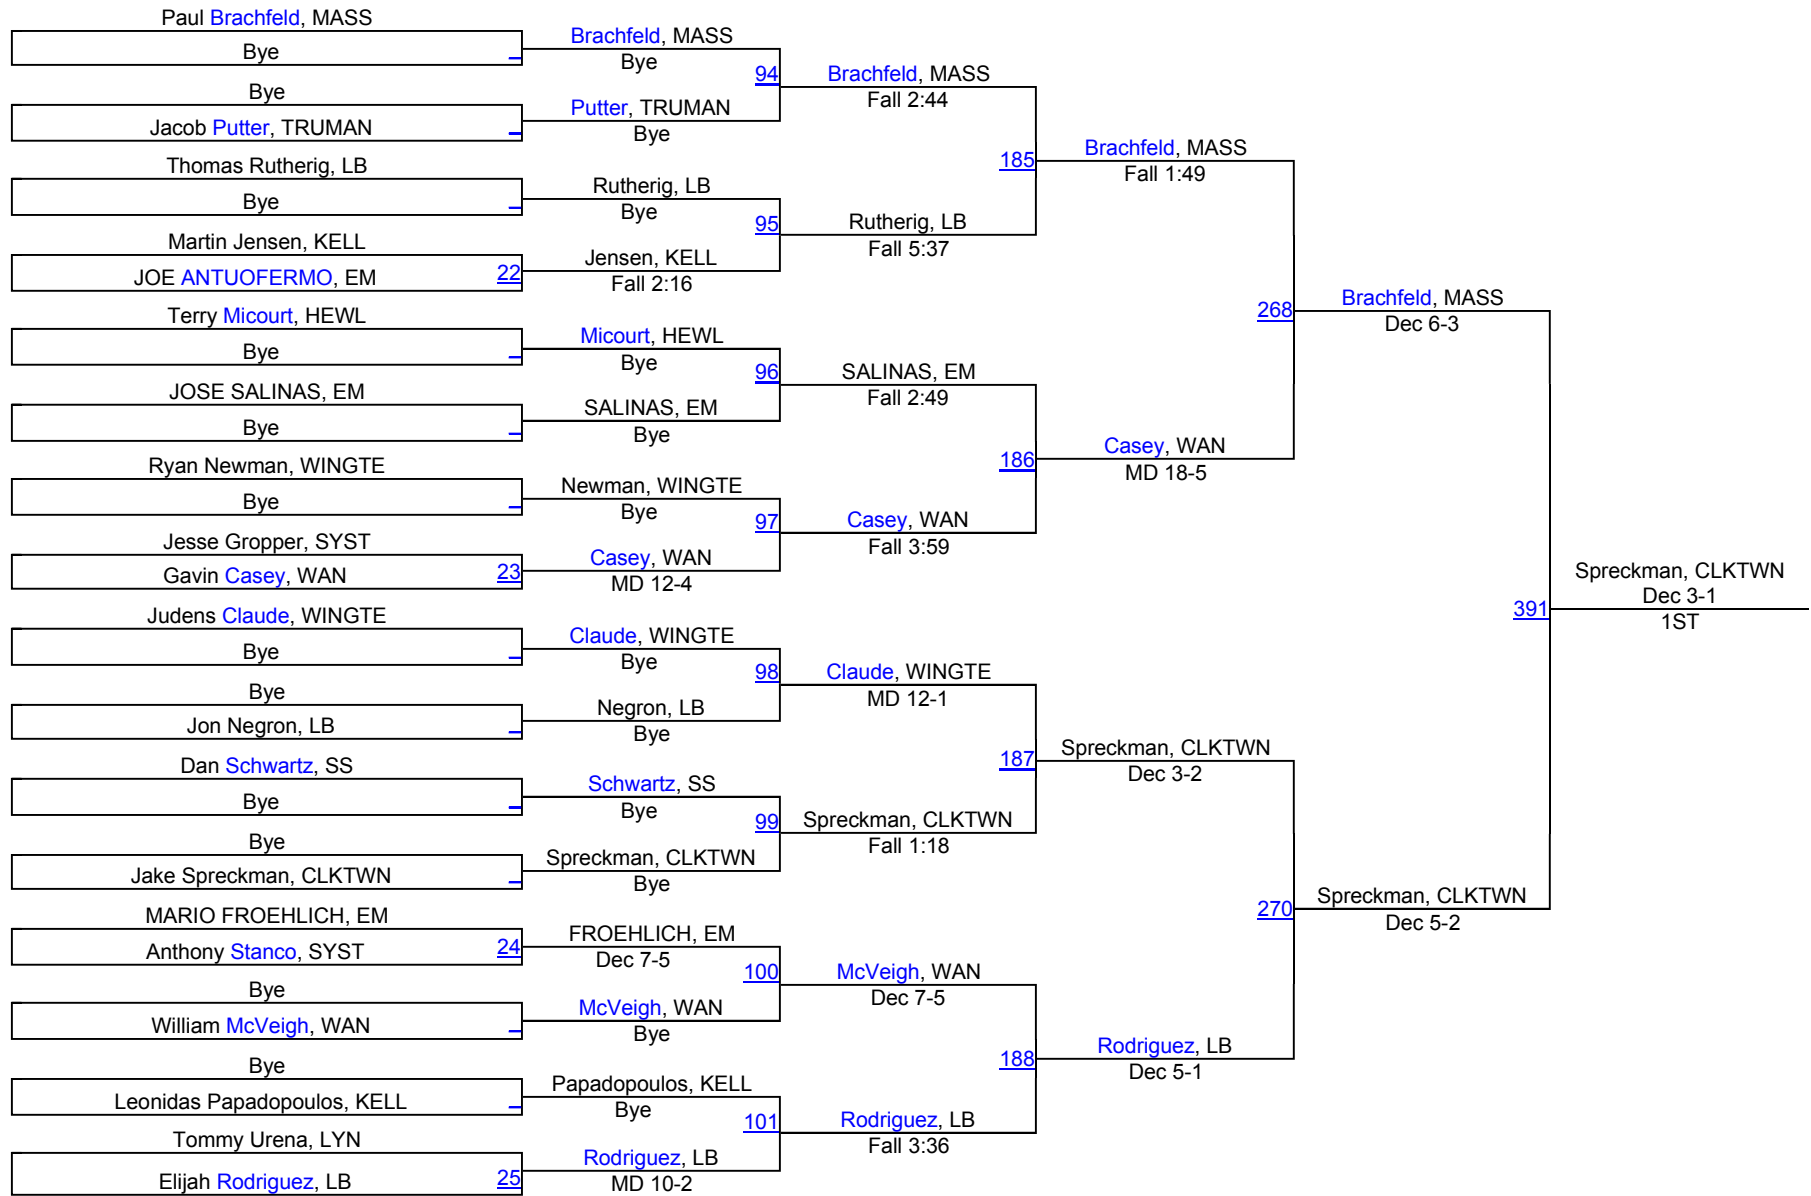 Paul Brachfeld, MASS
Bye
Bye
Jacob Putter, TRUMAN
Thomas Rutherig, LB
Bye
Martin Jensen, KELL
JOE ANTUOFERMO, EM 22
Terry Micourt, HEWL
Bye
JOSE SALINAS, EM
Bye
Ryan Newman, WINGTE
Bye
Jesse Gropper, SYST
Gavin Casey, WAN 23
Judens Claude, WINGTE
Bye
Bye
Jon Negron, LB
Dan Schwartz, SS
Bye
Bye
Jake Spreckman, CLKTWN
MARIO FROEHLICH, EM
Anthony Stanco, SYST 24
Bye
William McVeigh, WAN
Bye
Leonidas Papadopoulos, KELL
Tommy Urena, LYN
Elijah Rodriguez, LB 25
Brachfeld, MASS
Bye
94
Putter, TRUMAN
Bye
Rutherig, LB
Bye
95
Jensen, KELL
Fall 2:16
Micourt, HEWL
Bye
96
SALINAS, EM
Bye
Newman, WINGTE
Bye
97
Casey, WAN
MD 12-4
Claude, WINGTE
Bye
98
Negron, LB
Bye
Schwartz, SS
Bye
99
Spreckman, CLKTWN
Bye
FROEHLICH, EM
Dec 7-5
100
McVeigh, WAN
Bye
Papadopoulos, KELL
Bye
101
Rodriguez, LB
MD 10-2
Brachfeld, MASS
Fall 2:44
185
Rutherig, LB
Fall 5:37
SALINAS, EM
Fall 2:49
186
Casey, WAN
Fall 3:59
Claude, WINGTE
MD 12-1
187
Spreckman, CLKTWN
Fall 1:18
McVeigh, WAN
Dec 7-5
188
Rodriguez, LB
Fall 3:36
Brachfeld, MASS
Fall 1:49
268
Casey, WAN
MD 18-5
Spreckman, CLKTWN
Dec 3-2
270
Rodriguez, LB
Dec 5-1
Brachfeld, MASS
Dec 6-3
391
Spreckman, CLKTWN
Dec 5-2
Spreckman, CLKTWN
Dec 3-1
1ST